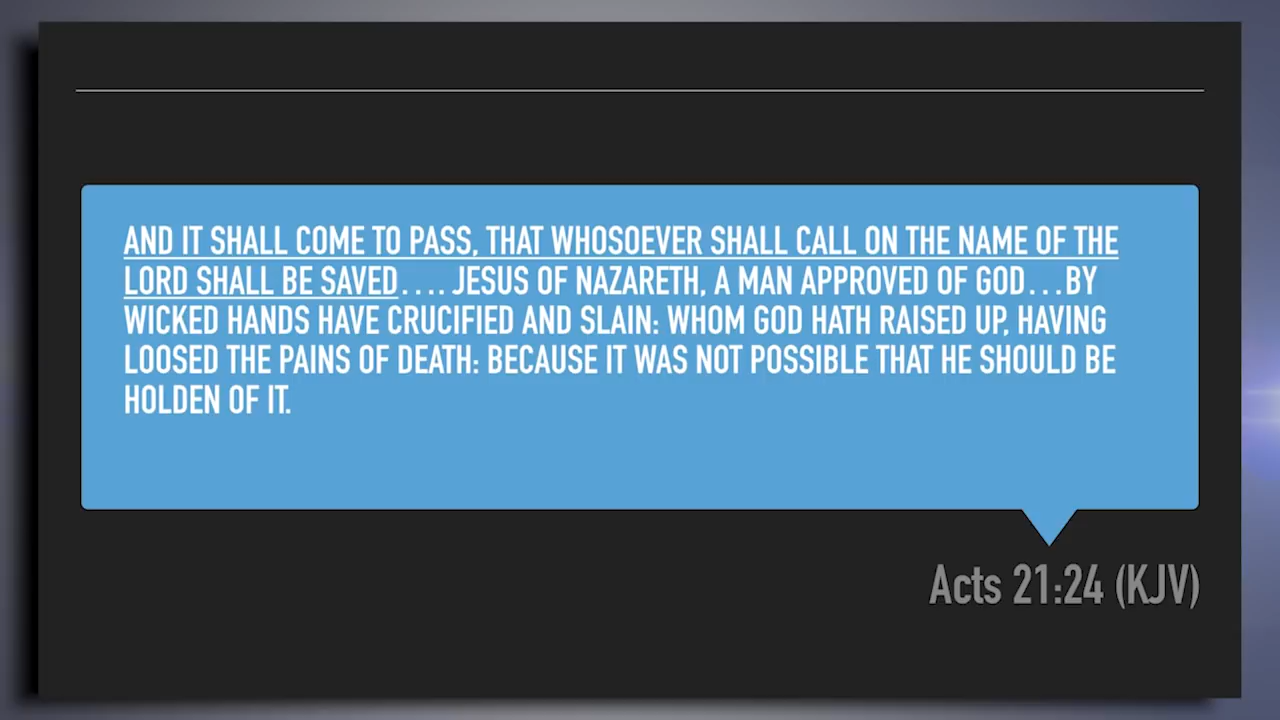 AND IT SHALL COME TO PASS, THAT WHOSOEVER SHALL CALL ON THE NAME OF THE
LORD SHALL BE SAVED…. JESUS OF NAZARETH, A MAN APPROVED OF GOD…BY
WICKED HANDS HAVE CRUCIFIED AND SLAIN: WHOM GOD HATH RAISED UP, HAVING
LOOSED THE PAINS OF DEATH: BECAUSE IT WAS NOT POSSIBLE THAT HE SHOULD BE
HOLDEN OF IT.
Acts 21:24 (KJV)